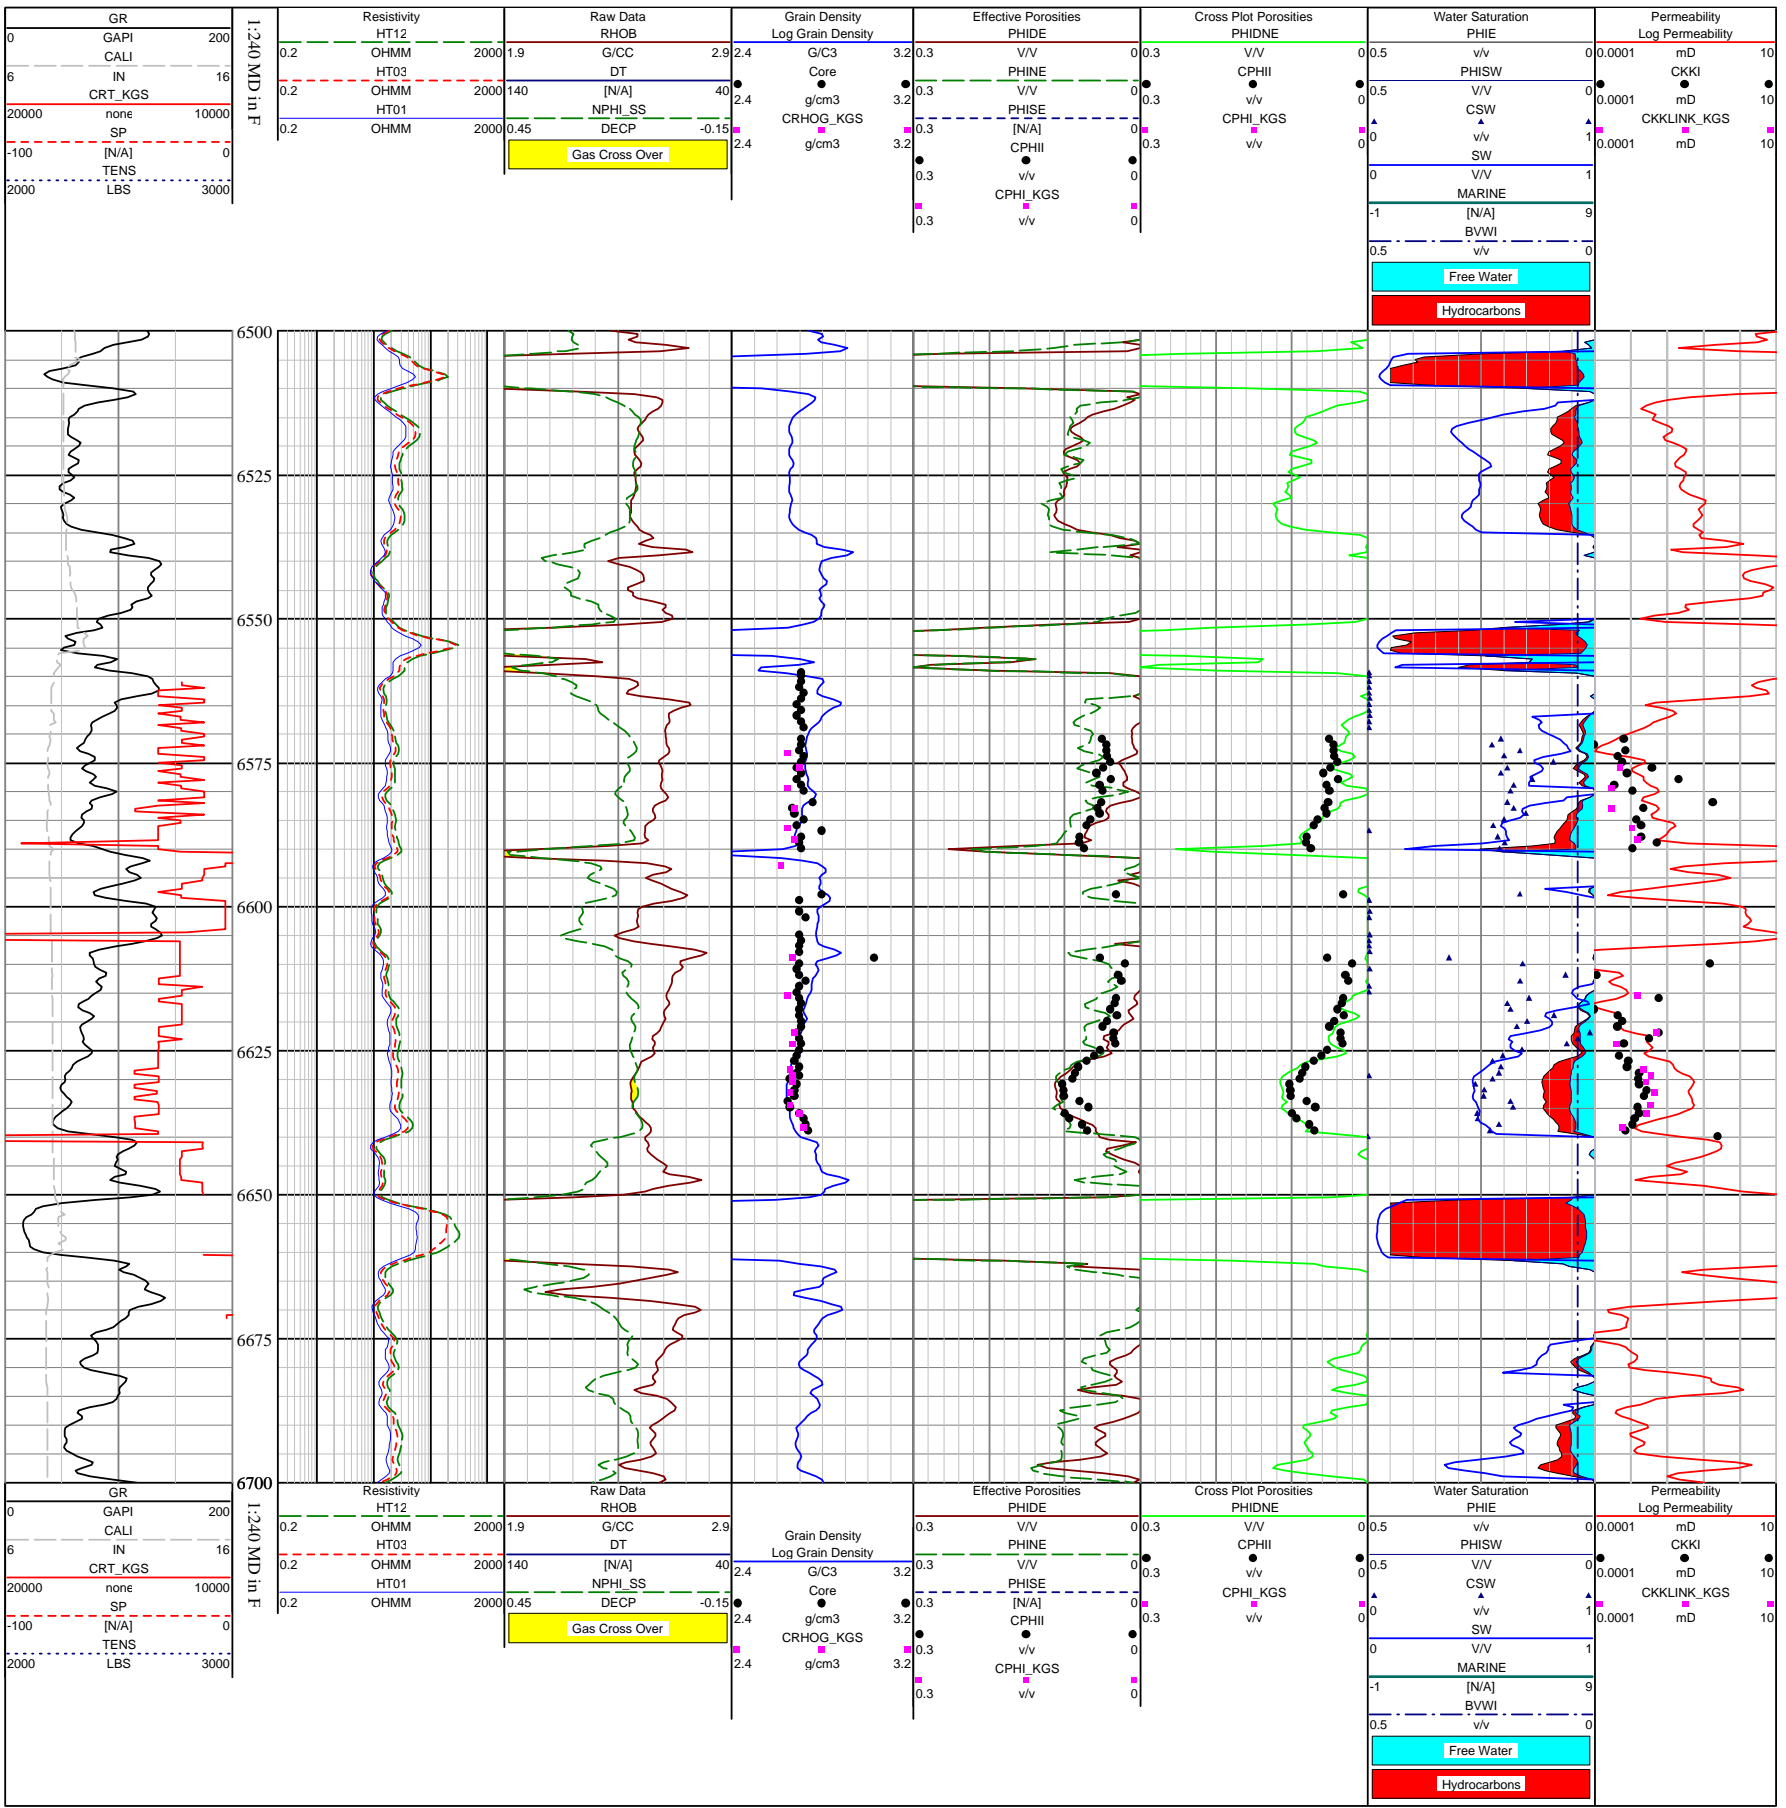 GR
0 GAPI 200
CALI
6 IN 16
CRT_KGS
20000 none 10000
SP
-100 [N/A] 0
TENS
2000 LBS 3000
1:240 MD in F
Resistivity
HT12
0.2 OHMM 2000
HT03
0.2 OHMM 2000
HT01
0.2 OHMM 2000
Raw Data
RHOB
1.9 G/CC 2.9
DT
140 [N/A] 40
NPHI_SS
0.45 DECP -0.15
Gas Cross Over
Grain Density
Log Grain Density
2.4 G/C3 3.2
Core
2.4 g/cm3 3.2
CRHOG_KGS
2.4 g/cm3 3.2
Effective Porosities
PHIDE
0.3 V/V 0
PHINE
0.3 V/V 0
PHISE
0.3 [N/A] 0
CPHII
0.3 v/v 0
CPHI_KGS
0.3 v/v 0
Cross Plot Porosities
PHIDNE
0.3 V/V 0
CPHII
0.3 v/v 0
CPHI_KGS
0.3 v/v 0
Water Saturation
PHIE
0.5 v/v 0
PHISW
0.5 V/V 0
CSW
0 v/v 1
SW
0 V/V 1
MARINE
-1 [N/A] 9
BVWI
0.5 v/v 0
Free Water
Hydrocarbons
Permeability
Log Permeability
0.0001 mD 10
CKKI
0.0001 mD 10
CKKLINK_KGS
0.0001 mD 10
6500
6525
6550
6575
6600
6625
6650
6675
6700
GR
0 GAPI 200
CALI
6 IN 16
CRT_KGS
20000 none 10000
SP
-100 [N/A] 0
TENS
2000 LBS 3000
1:240 MD in F
Resistivity
HT12
0.2 OHMM 2000
HT03
0.2 OHMM 2000
HT01
0.2 OHMM 2000
Raw Data
RHOB
1.9 G/CC 2.9
DT
140 [N/A] 40
NPHI_SS
0.45 DECP -0.15
Gas Cross Over
Grain Density
Log Grain Density
2.4 G/C3 3.2
Core
2.4 g/cm3 3.2
CRHOG_KGS
2.4 g/cm3 3.2
Effective Porosities
PHIDE
0.3 V/V 0
PHINE
0.3 V/V 0
PHISE
0.3 [N/A] 0
CPHII
0.3 v/v 0
CPHI_KGS
0.3 v/v 0
Cross Plot Porosities
PHIDNE
0.3 V/V 0
CPHII
0.3 v/v 0
CPHI_KGS
0.3 v/v 0
Water Saturation
PHIE
0.5 v/v 0
PHISW
0.5 V/V 0
CSW
0 v/v 1
SW
0 V/V 1
MARINE
-1 [N/A] 9
BVWI
0.5 v/v 0
Free Water
Hydrocarbons
Permeability
Log Permeability
0.0001 mD 10
CKKI
0.0001 mD 10
CKKLINK_KGS
0.0001 mD 10